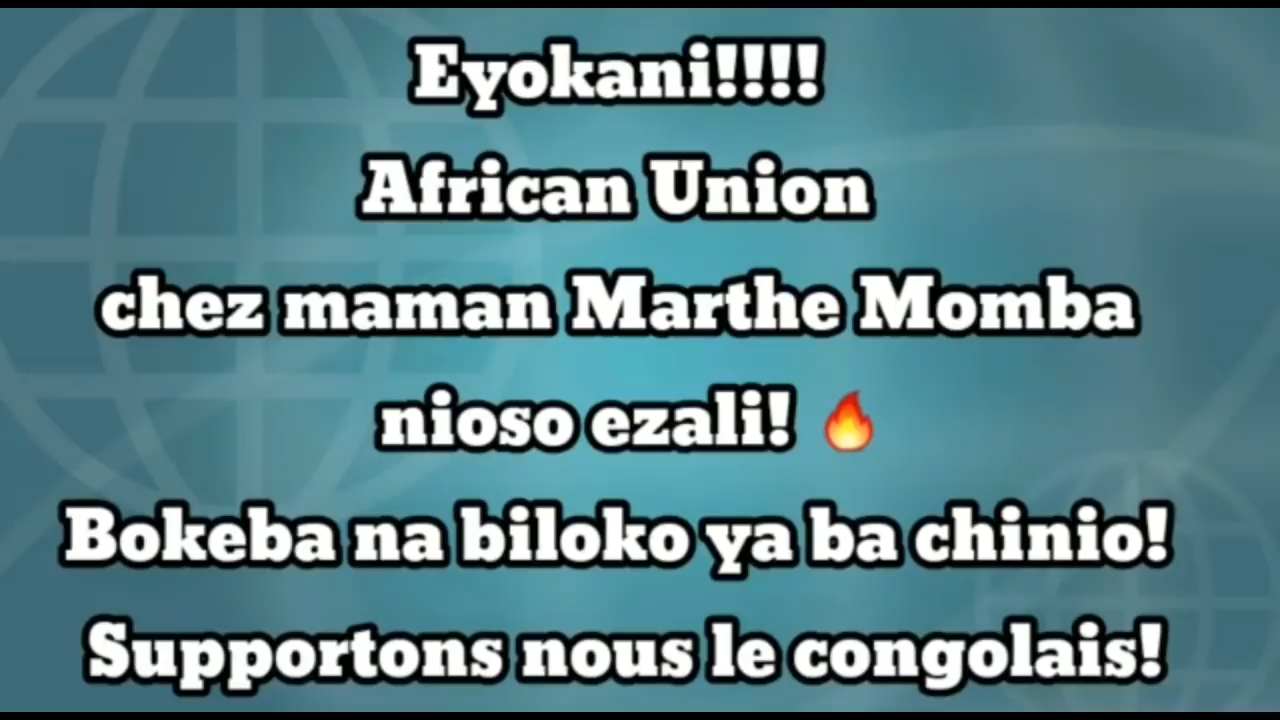 Eyokani!!!!
African Union
chez maman Marthe Momba
nioso ezali! 🔥
Bokeba na biloko ya ba chinio!
Supportons nous le congolais!